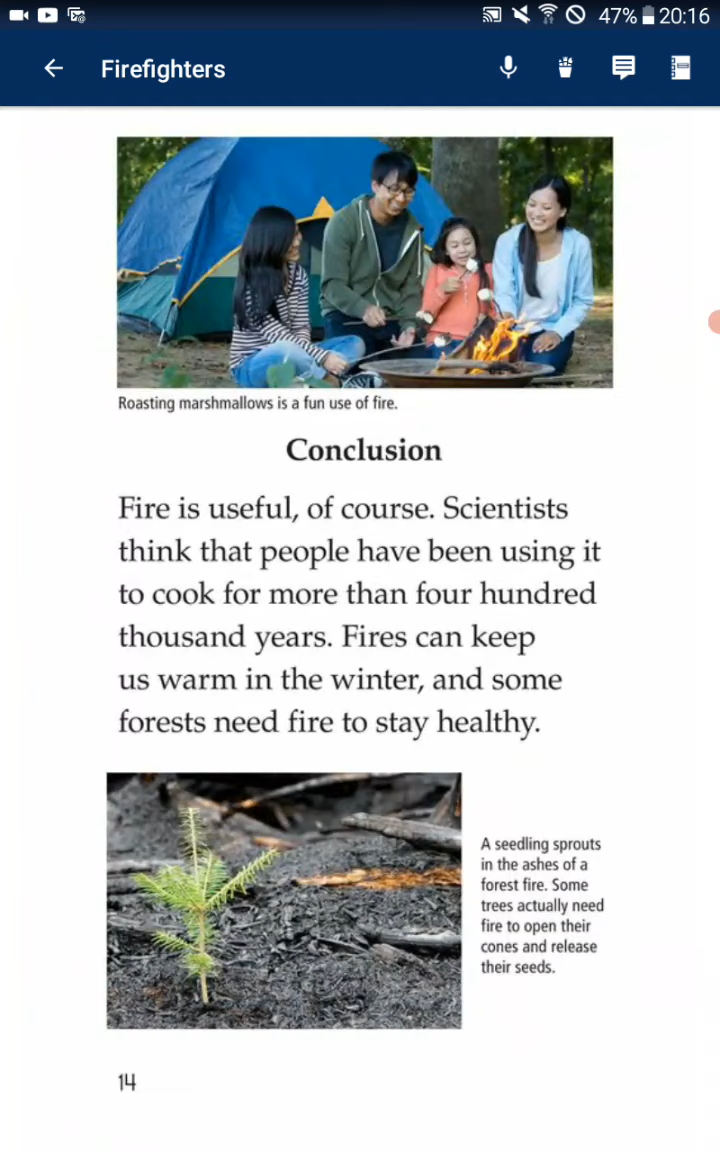 47% 20:16
Firefighters
Roasting marshmallows is a fun use of fire.
Conclusion
Fire is useful, of course. Scientists
think that people have been using it
to cook for more than four hundred
thousand years. Fires can keep
us warm in the winter, and some
forests need fire to stay healthy.
A seedling sprouts
in the ashes of a
forest fire. Some
trees actually need
fire to open their
cones and release
their seeds.
14